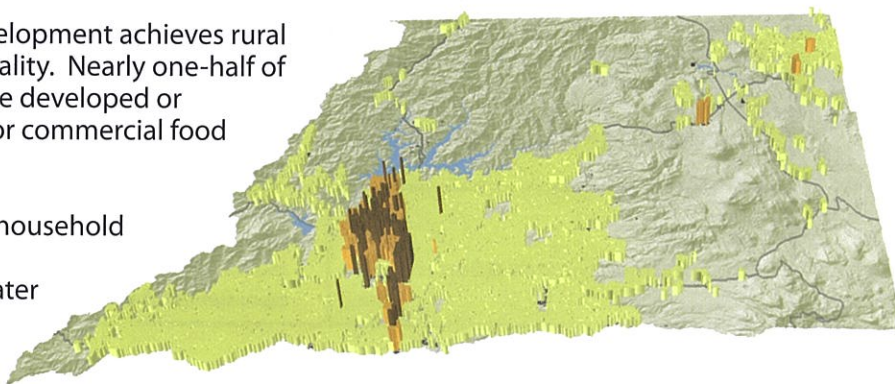 elopment achieves rural
ality.  Nearly one-half of
e developed or
or commercial food
household
ater